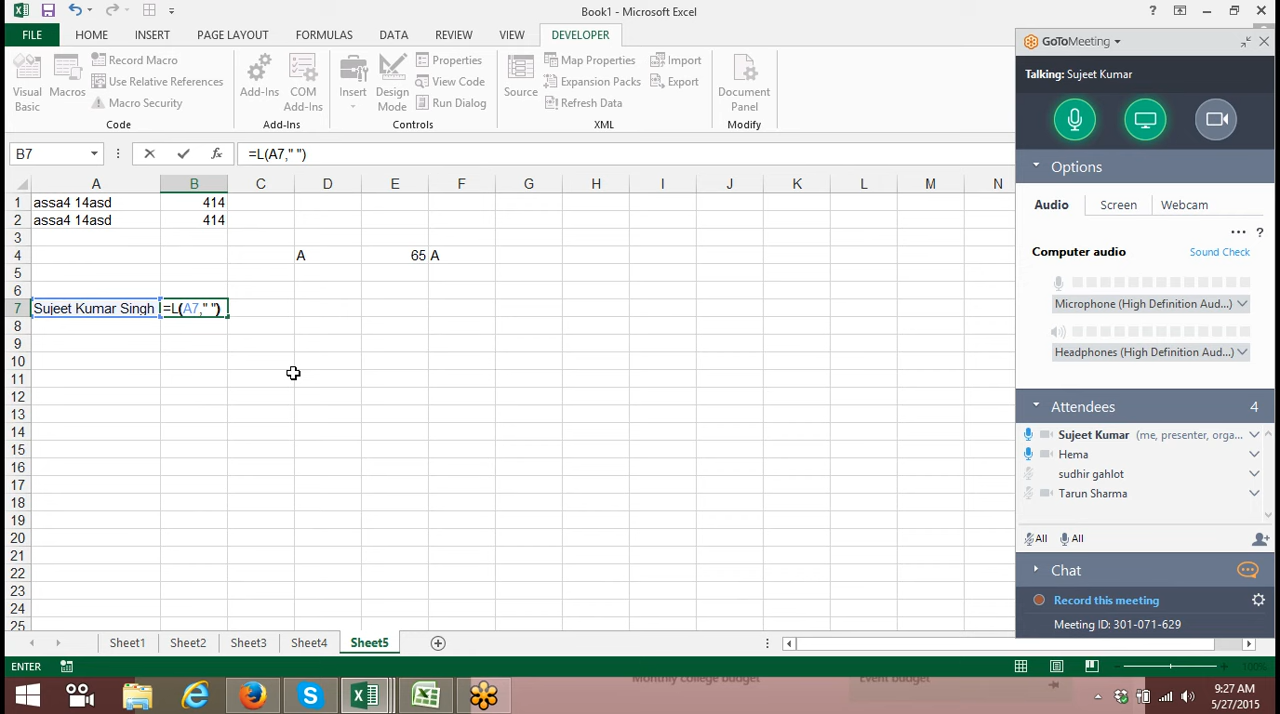 Book1 - Microsoft Excel
FILE HOME INSERT PAGE LAYOUT FORMULAS DATA REVIEW VIEW DEVELOPER
Visual Basic
Macros
Record Macro
Use Relative References
Macro Security
Code
Add-Ins
COM Add-Ins
Add-Ins
Insert
Design Mode
Properties
View Code
Run Dialog
Controls
Source
Map Properties
Expansion Packs
Refresh Data
Import
Export
XML
Document Panel
Modify
B7 fx =L(A7," ")
A B C D E F G H I J K L M N
1 assa4 14asd 414
2 assa4 14asd 414
3
4 A 65 A
5
6
7 Sujeet Kumar Singh =L(A7," ")
8
9
10
11
12
13
14
15
16
17
18
19
20
21
22
23
24
25
Sheet1 Sheet2 Sheet3 Sheet4 Sheet5
ENTER
100%
GoToMeeting
Talking: Sujeet Kumar
Options
Audio Screen Webcam
... ?
Computer audio Sound Check
Microphone (High Definition Aud...)
Headphones (High Definition Aud...)
Attendees 4
Sujeet Kumar (me, presenter, orga...
Hema
sudhir gahlot
Tarun Sharma
All All
Chat
Record this meeting
Meeting ID: 301-071-629
Monthly college budget
Event budget
9:27 AM
5/27/2015